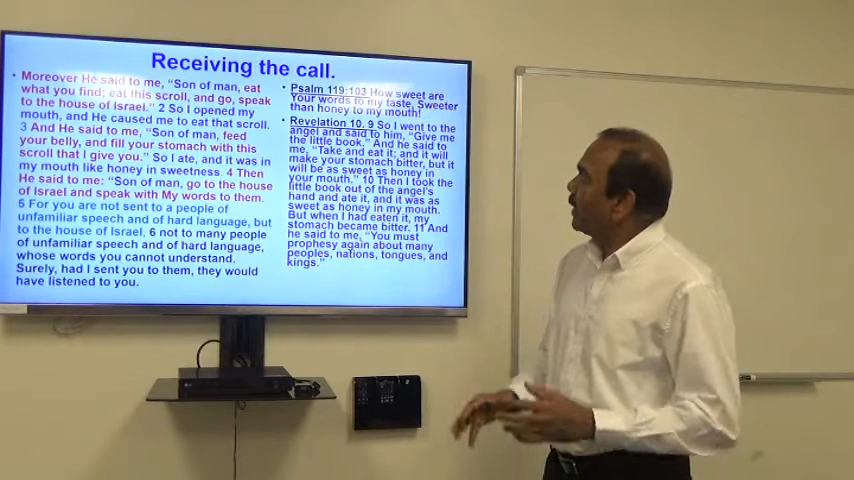 Receiving the call.
• Moreover He said to me, “Son of man, eat
what you find; eat this scroll, and go, speak
to the house of Israel.” 2 So I opened my
mouth, and He caused me to eat that scroll.
3 And He said to me, “Son of man, feed
your belly, and fill your stomach with this
scroll that I give you.” So I ate, and it was in
my mouth like honey in sweetness. 4 Then
He said to me: “Son of man, go to the house
of Israel and speak with My words to them.
5 For you are not sent to a people of
unfamiliar speech and of hard language, but
to the house of Israel, 6 not to many people
of unfamiliar speech and of hard language,
whose words you cannot understand.
Surely, had I sent you to them, they would
have listened to you.
• Psalm 119:103 How sweet are
Your words to my taste, Sweeter
than honey to my mouth!
• Revelation 10. 9 So I went to the
angel and said to him, “Give me
the little book.” And he said to
me, “Take and eat it; and it will
make your stomach bitter, but it
will be as sweet as honey in
your mouth.” 10 Then I took the
little book out of the angel’s
hand and ate it, and it was as
sweet as honey in my mouth.
But when I had eaten it, my
stomach became bitter. 11 And
he said to me, “You must
prophesy again about many
peoples, nations, tongues, and
kings.”